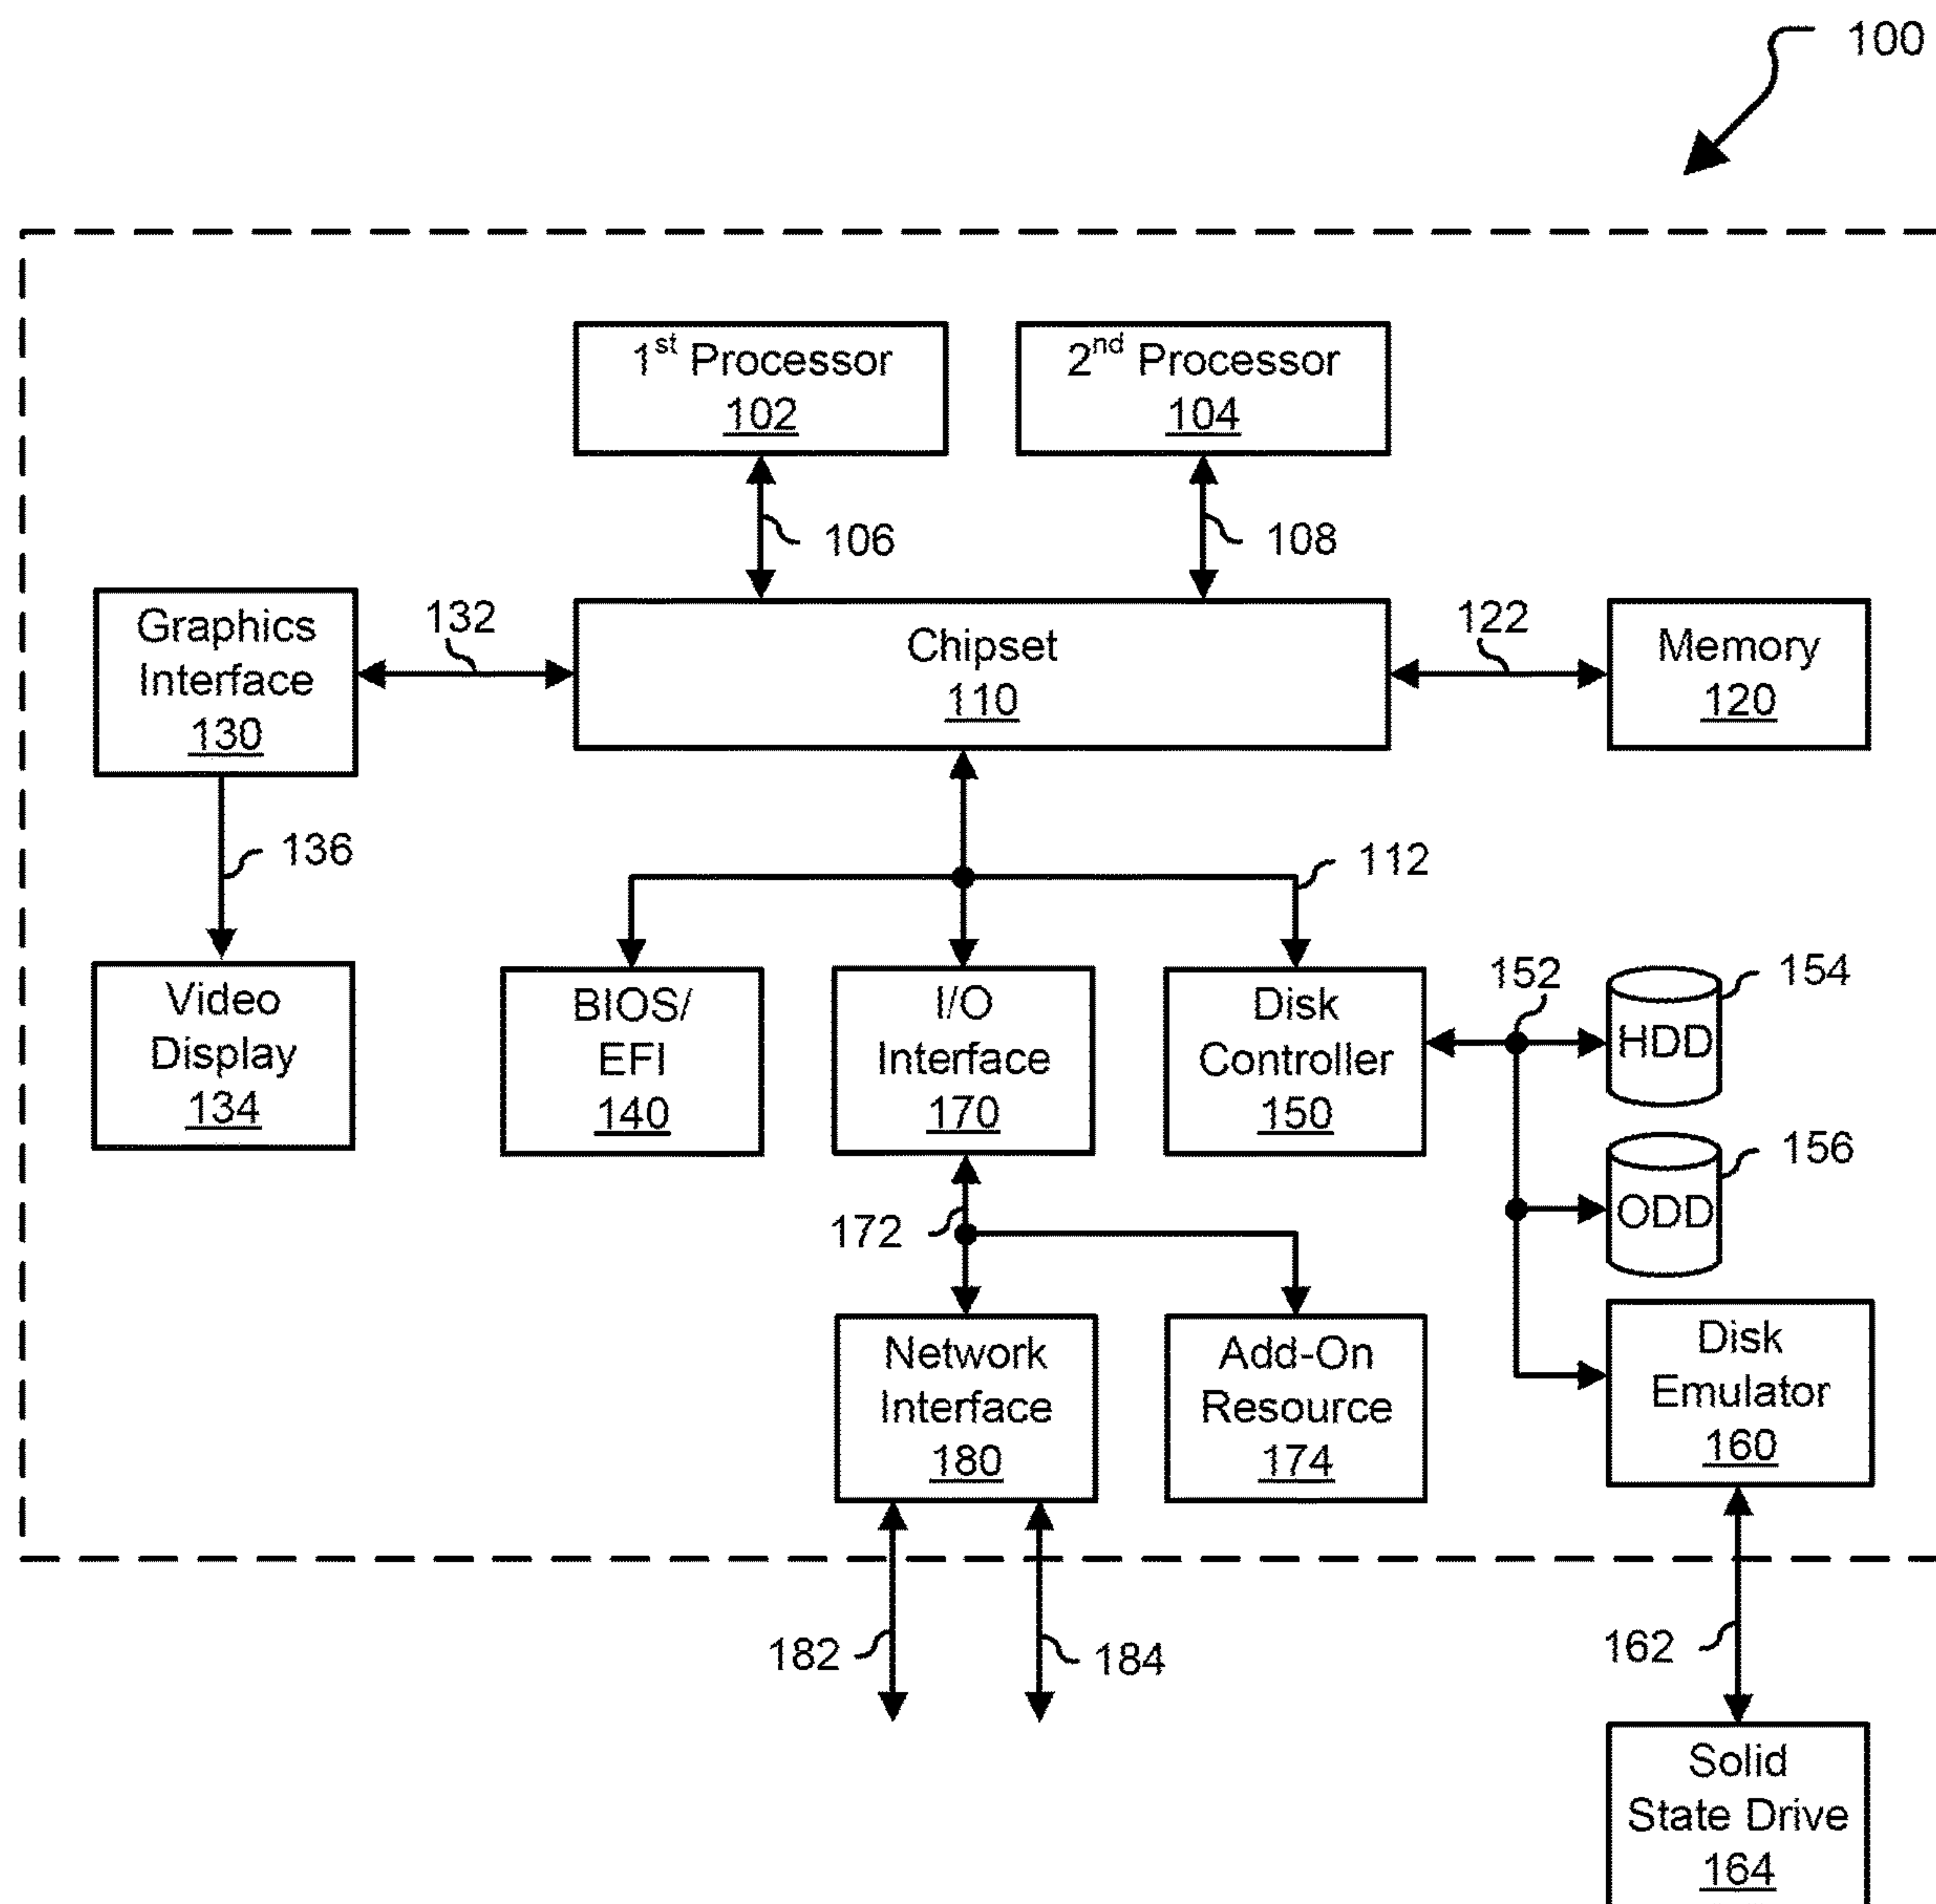 100
1st Processor
102
2nd Processor
104
106
108
Graphics
Interface
130
132
Chipset
110
122
Memory
120
136
112
Video
Display
134
BIOS/
EFI
140
I/O
Interface
170
Disk
Controller
150
152
HDD
154
ODD
156
172
Network
Interface
180
Add-On
Resource
174
Disk
Emulator
160
182
184
162
Solid
State Drive
164